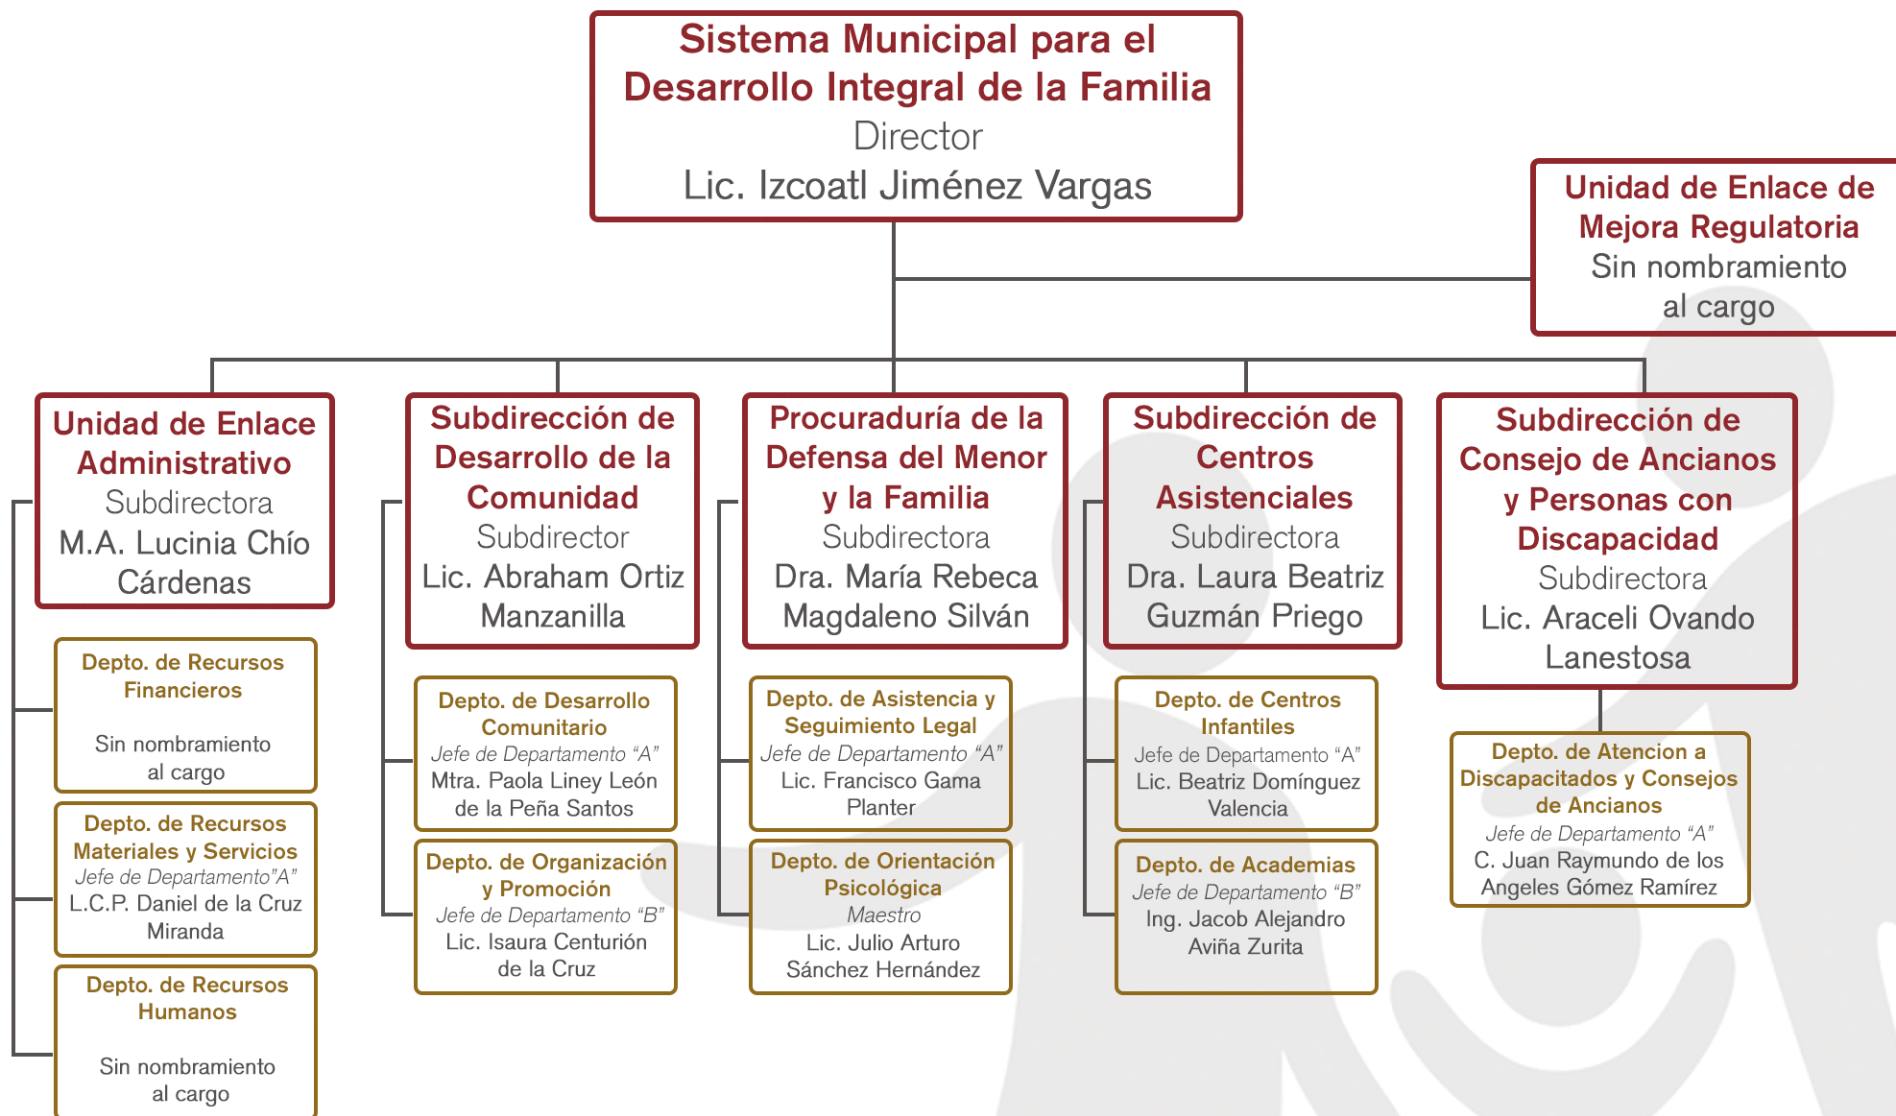 Sistema Municipal para el
Desarrollo Integral de la Familia
Director
Lic. Izcoatl Jiménez Vargas
Unidad de Enlace de
Mejora Regulatoria
Sin nombramiento
al cargo
Unidad de Enlace
Administrativo
Subdirectora
M.A. Lucinia Chío
Cárdenas
Depto. de Recursos
Financieros
Sin nombramiento
al cargo
Depto. de Recursos
Materiales y Servicios
Jefe de Departamento"A"
L.C.P. Daniel de la Cruz
Miranda
Depto. de Recursos
Humanos
Sin nombramiento
al cargo
Subdirección de
Desarrollo de la
Comunidad
Subdirector
Lic. Abraham Ortiz
Manzanilla
Depto. de Desarrollo
Comunitario
Jefe de Departamento “A”
Mtra. Paola Liney León
de la Peña Santos
Depto. de Organización
y Promoción
Jefe de Departamento “B”
Lic. Isaura Centurión
de la Cruz
Procuraduría de la
Defensa del Menor
y la Familia
Subdirectora
Dra. María Rebeca
Magdaleno Silván
Depto. de Asistencia y
Seguimiento Legal
Jefe de Departamento “A”
Lic. Francisco Gama
Planter
Depto. de Orientación
Psicológica
Maestro
Lic. Julio Arturo
Sánchez Hernández
Subdirección de
Centros
Asistenciales
Subdirectora
Dra. Laura Beatriz
Guzmán Priego
Depto. de Centros
Infantiles
Jefe de Departamento “A”
Lic. Beatriz Domínguez
Valencia
Depto. de Academias
Jefe de Departamento “B”
Ing. Jacob Alejandro
Aviña Zurita
Subdirección de
Consejo de Ancianos
y Personas con
Discapacidad
Subdirectora
Lic. Araceli Ovando
Lanestosa
Depto. de Atencion a
Discapacitados y Consejos
de Ancianos
Jefe de Departamento “A”
C. Juan Raymundo de los
Angeles Gómez Ramírez